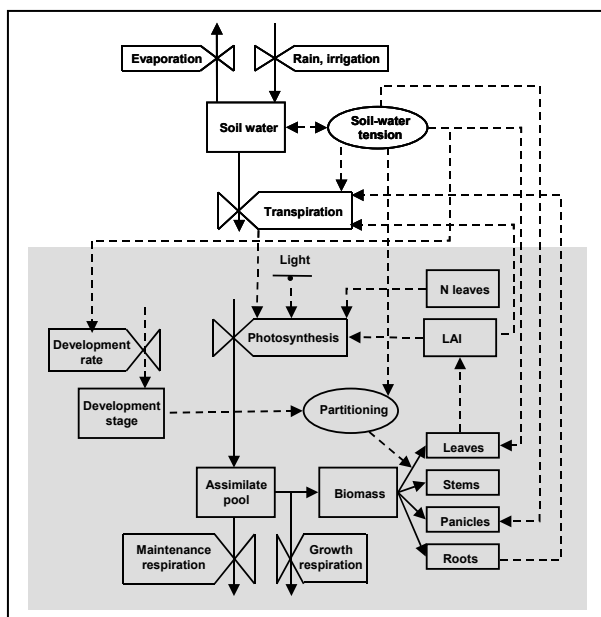 Evaporation
Rain, irrigation
Soil water
Soil-water
tension
Transpiration
Light
N leaves
Development
rate
Photosynthesis
LAI
Development
stage
Partitioning
Leaves
Assimilate
pool
Biomass
Stems
Panicles
Maintenance
respiration
Growth
respiration
Roots